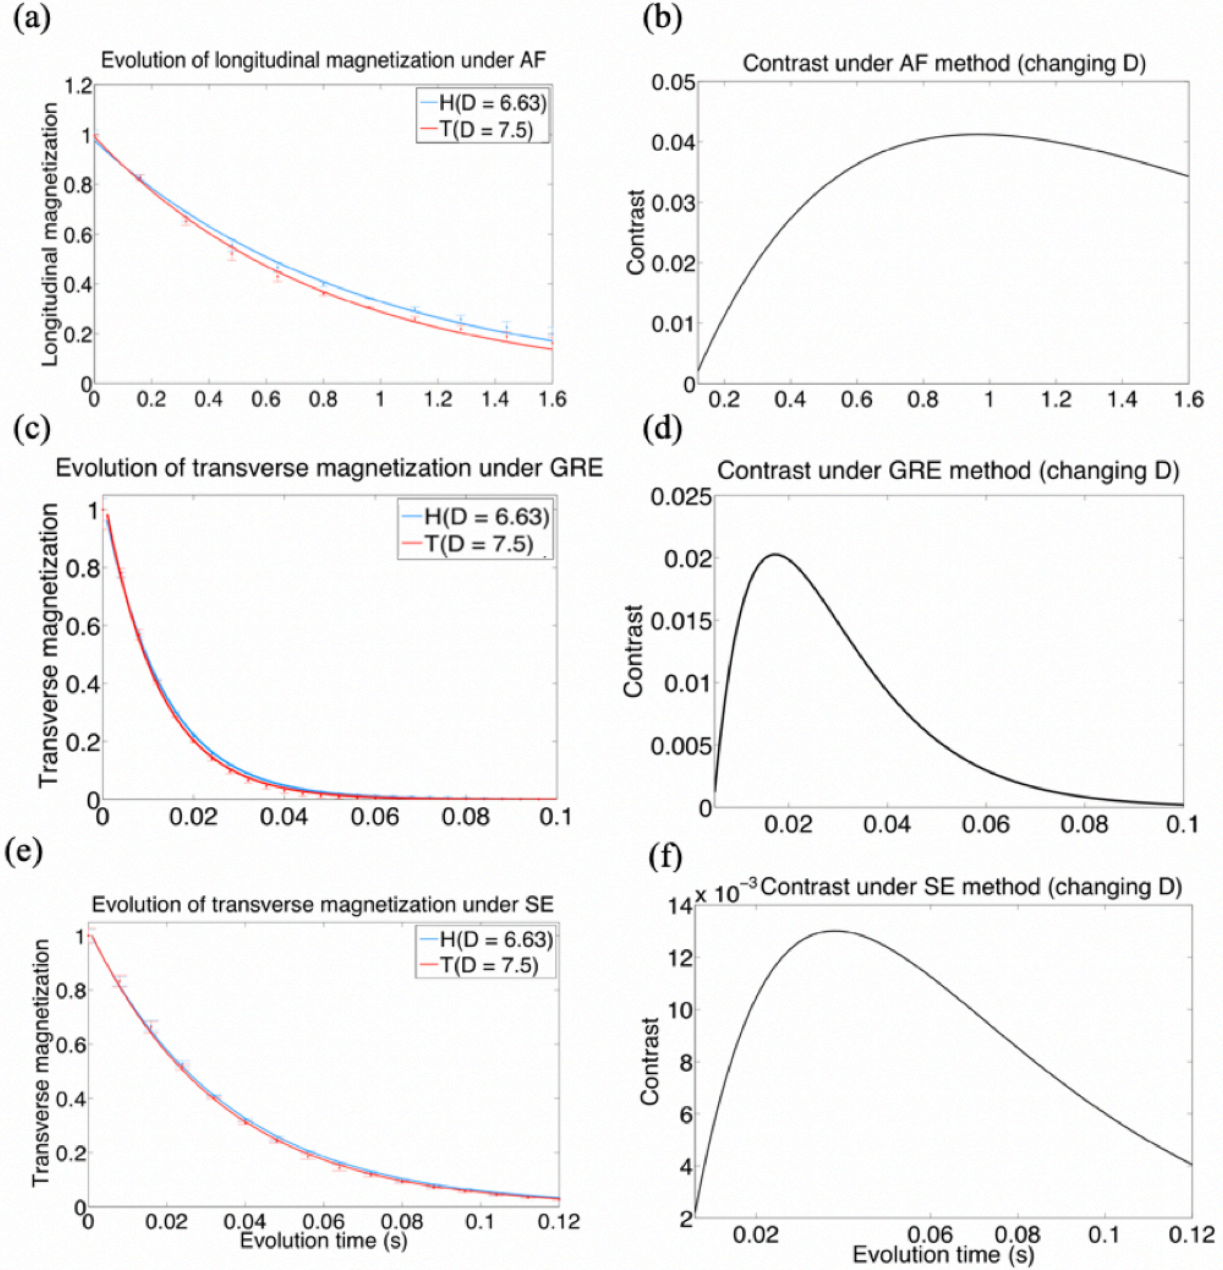 (a)
Evolution of longitudinal magnetization under AF
Longitudinal magnetization
1.2
1
0.8
0.6
0.4
0.2
0
H(D = 6.63)
T(D = 7.5)
0 0.2 0.4 0.6 0.8 1 1.2 1.4 1.6
(b)
Contrast under AF method (changing D)
Contrast
0.05
0.04
0.03
0.02
0.01
0
0.2 0.4 0.6 0.8 1 1.2 1.4 1.6
(c)
Evolution of transverse magnetization under GRE
Transverse magnetization
1
0.8
0.6
0.4
0.2
0
H(D = 6.63)
T(D = 7.5)
0 0.02 0.04 0.06 0.08 0.1
(d)
Contrast under GRE method (changing D)
Contrast
0.025
0.02
0.015
0.01
0.005
0
0.02 0.04 0.06 0.08 0.1
(e)
Evolution of transverse magnetization under SE
Transverse magnetization
1
0.8
0.6
0.4
0.2
0
H(D = 6.63)
T(D = 7.5)
0 0.02 0.04 0.06 0.08 0.1 0.12
Evolution time (s)
(f)
x 10⁻³ Contrast under SE method (changing D)
Contrast
14
12
10
8
6
4
2
0.02 0.06 0.08 0.1 0.12
Evolution time (s)